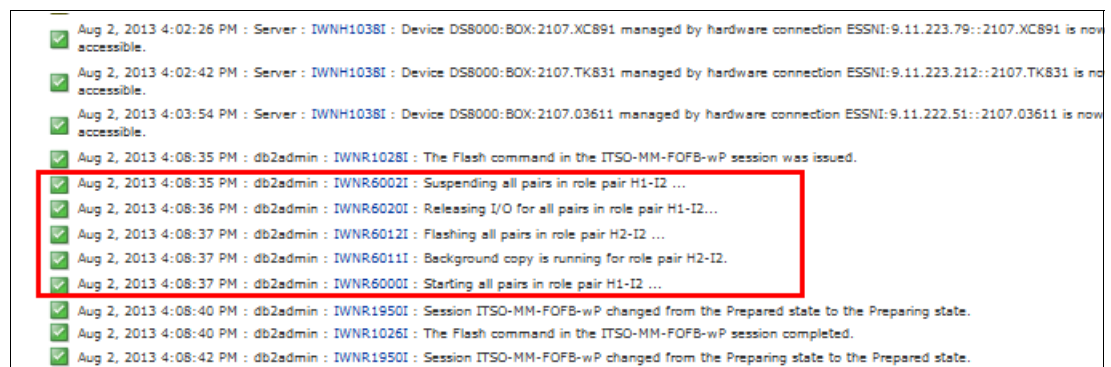 Aug 2, 2013 4:02:26 PM : Server : IWNH1038I : Device DS8000:BOX:2107.XC891 managed by hardware connection ESSNI:9.11.223.79::2107.XC891 is now
accessible.
Aug 2, 2013 4:02:42 PM : Server : IWNH1038I : Device DS8000:BOX:2107.TK831 managed by hardware connection ESSNI:9.11.223.212::2107.TK831 is no
accessible.
Aug 2, 2013 4:03:54 PM : Server : IWNH1038I : Device DS8000:BOX:2107.03611 managed by hardware connection ESSNI:9.11.222.51::2107.03611 is now
accessible.
Aug 2, 2013 4:08:35 PM : db2admin : IWNR1028I : The Flash command in the ITSO-MM-FOFB-wP session was issued.
Aug 2, 2013 4:08:35 PM : db2admin : IWNR6002I : Suspending all pairs in role pair H1-I2 ...
Aug 2, 2013 4:08:36 PM : db2admin : IWNR6020I : Releasing I/O for all pairs in role pair H1-I2...
Aug 2, 2013 4:08:37 PM : db2admin : IWNR6012I : Flashing all pairs in role pair H2-I2 ...
Aug 2, 2013 4:08:37 PM : db2admin : IWNR6011I : Background copy is running for role pair H2-I2.
Aug 2, 2013 4:08:37 PM : db2admin : IWNR6000I : Starting all pairs in role pair H1-I2 ...
Aug 2, 2013 4:08:40 PM : db2admin : IWNR1950I : Session ITSO-MM-FOFB-wP changed from the Prepared state to the Preparing state.
Aug 2, 2013 4:08:40 PM : db2admin : IWNR1026I : The Flash command in the ITSO-MM-FOFB-wP session completed.
Aug 2, 2013 4:08:42 PM : db2admin : IWNR1950I : Session ITSO-MM-FOFB-wP changed from the Preparing state to the Prepared state.